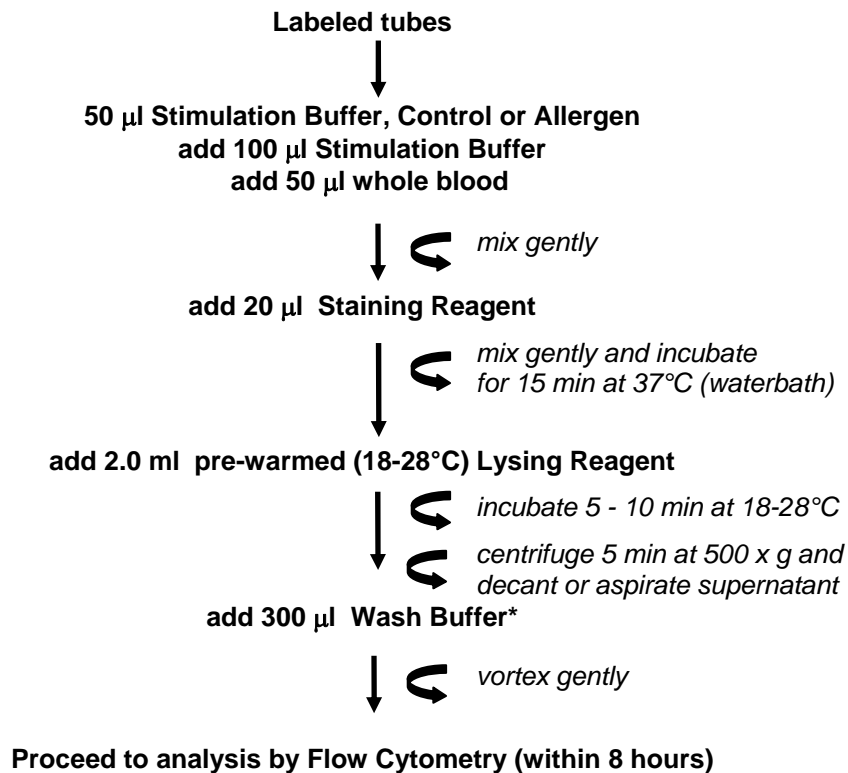 Labeled tubes
50 μl Stimulation Buffer, Control or Allergen
add 100 μl Stimulation Buffer
add 50 μl whole blood
mix gently
add 20 μl  Staining Reagent
mix gently and incubate
for 15 min at 37°C (waterbath)
add 2.0 ml  pre-warmed (18-28°C) Lysing Reagent
incubate 5 - 10 min at 18-28°C
centrifuge 5 min at 500 x g and
decant or aspirate supernatant
add 300 μl  Wash Buffer*
vortex gently
Proceed to analysis by Flow Cytometry (within 8 hours)